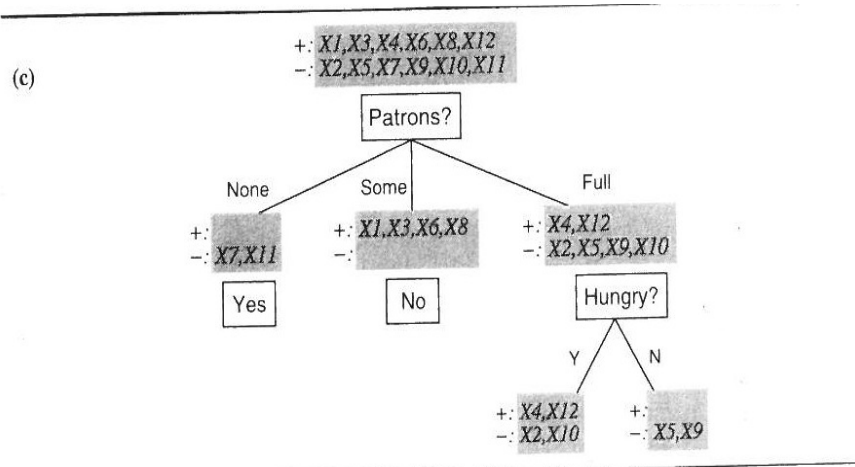 (c)
+: X1,X3,X4,X6,X8,X12
−: X2,X5,X7,X9,X10,X11
Patrons?
None
Some
Full
+:
−: X7,X11
+: X1,X3,X6,X8
−:
+: X4,X12
−: X2,X5,X9,X10
Yes
No
Hungry?
Y
N
+: X4,X12
−: X2,X10
+:
−: X5,X9